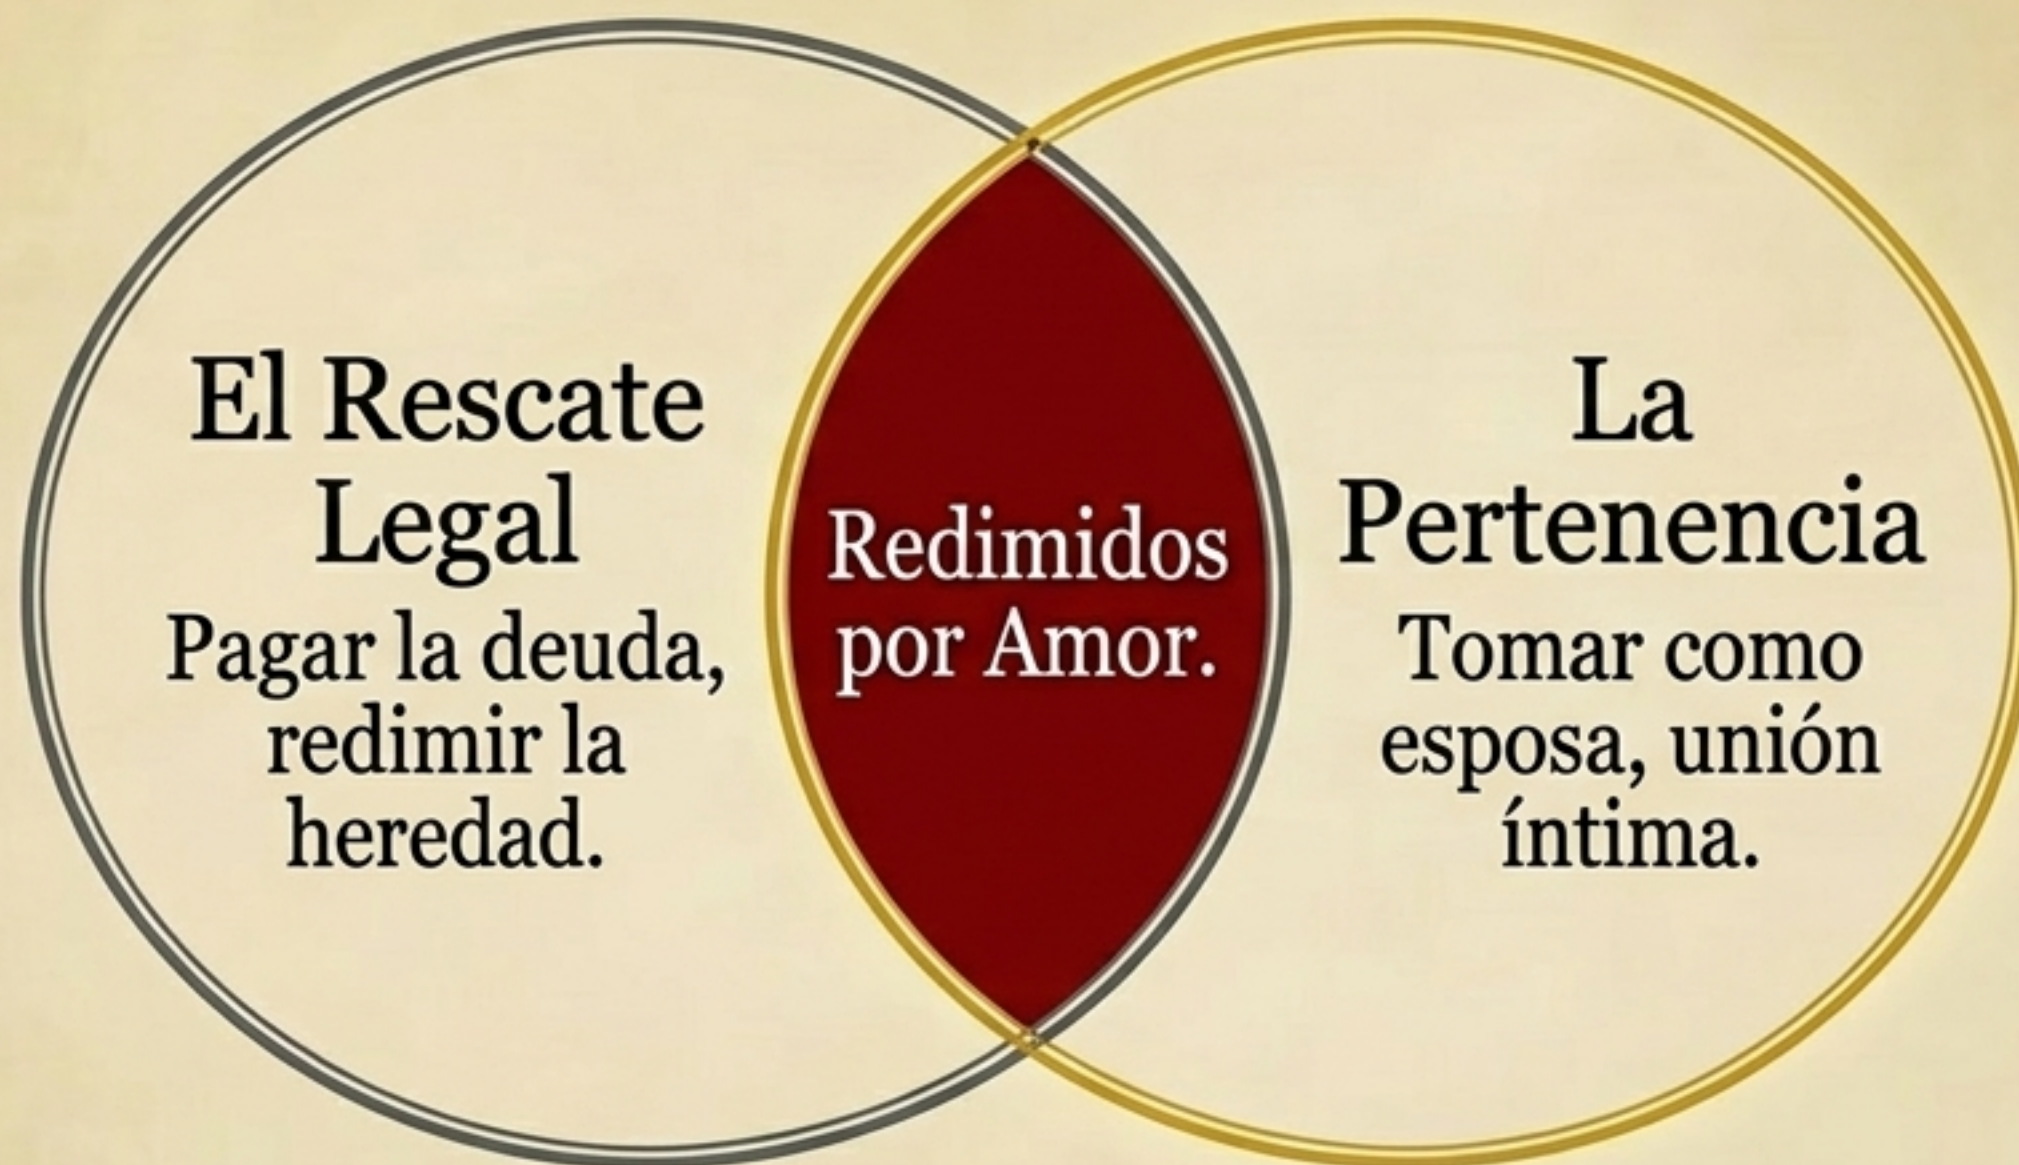 El Rescate
Legal
Pagar la deuda,
redimir la
heredad.
Redimidos
por Amor.
La
Pertenencia
Tomar como
esposa, unión
íntima.